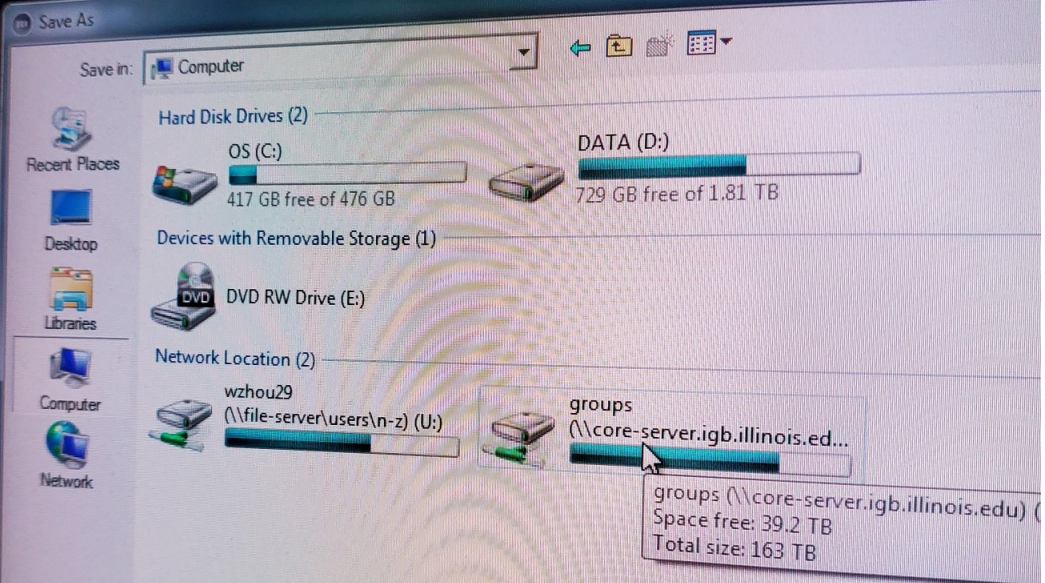 Save As
Save in:
Computer
Hard Disk Drives (2)
OS (C:)
417 GB free of 476 GB
DATA (D:)
729 GB free of 1.81 TB
Devices with Removable Storage (1)
DVD
DVD RW Drive (E:)
Network Location (2)
wzhou29
(\\file-server\users\n-z) (U:)
groups
(\\core-server.igb.illinois.ed...
groups (\\core-server.igb.illinois.edu) (
Space free: 39.2 TB
Total size: 163 TB
Recent Places
Desktop
Libraries
Computer
Network